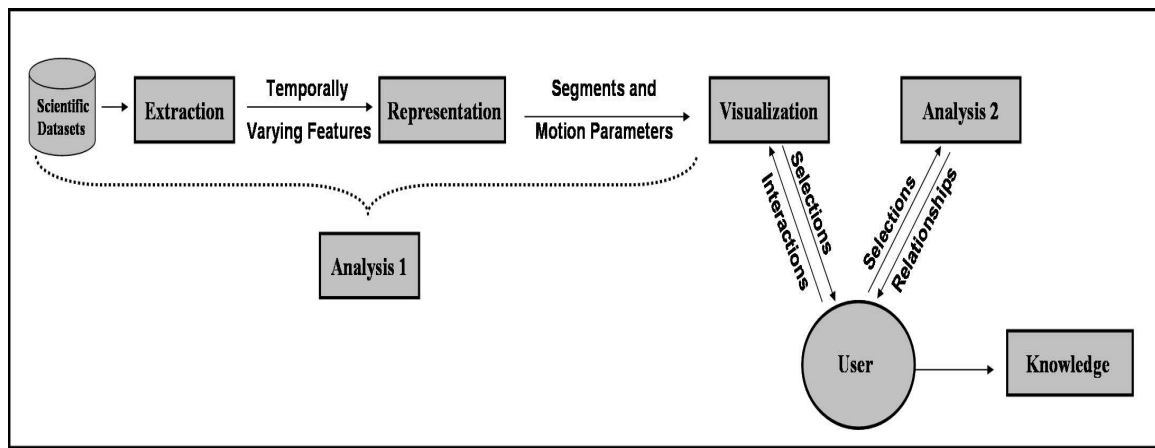 Scientific
Datasets
Extraction
Temporally
Varying Features
Representation
Segments and
Motion Parameters
Visualization
Analysis 2
Analysis 1
Interactions
Selections
Selections
Relationships
User
Knowledge